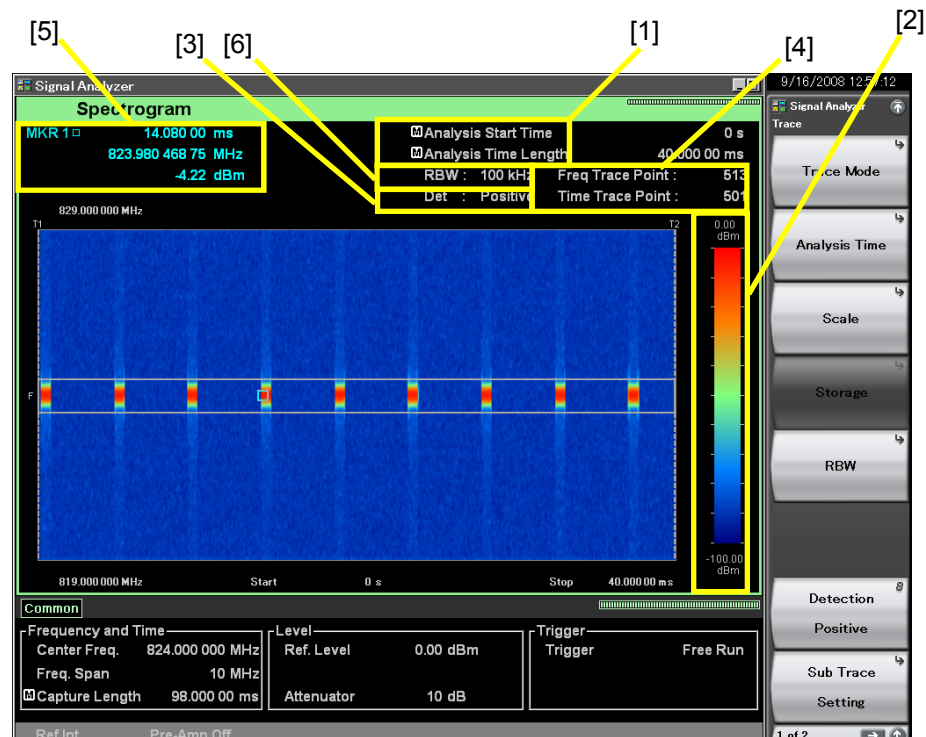 [5]
[3]
[6]
[1]
[4]
[2]
Signal Analyzer
9/16/2008 12:57:12
Spectrogram
MKR 1
14.080 00 ms
823.980 468 75 MHz
-4.22 dBm
M Analysis Start Time 0 s
M Analysis Time Length 40.000 00 ms
RBW : 100 kHz Freq Trace Point : 513
Det : Positive Time Trace Point : 501
829.000 000 MHz
T1
T2
0.00
dBm
F
-100.00
dBm
819.000 000 MHz Start 0 s Stop 40.000 00 ms
Common
Frequency and Time
Center Freq. 824.000 000 MHz
Freq. Span 10 MHz
M Capture Length 98.000 00 ms
Level
Ref. Level 0.00 dBm
Attenuator 10 dB
Trigger
Trigger Free Run
Ref.Int Pre-Amp Off
Signal Analyzer
Trace
Trace Mode
Analysis Time
Scale
Storage
RBW
8
Detection
Positive
Sub Trace
Setting
1 of 2